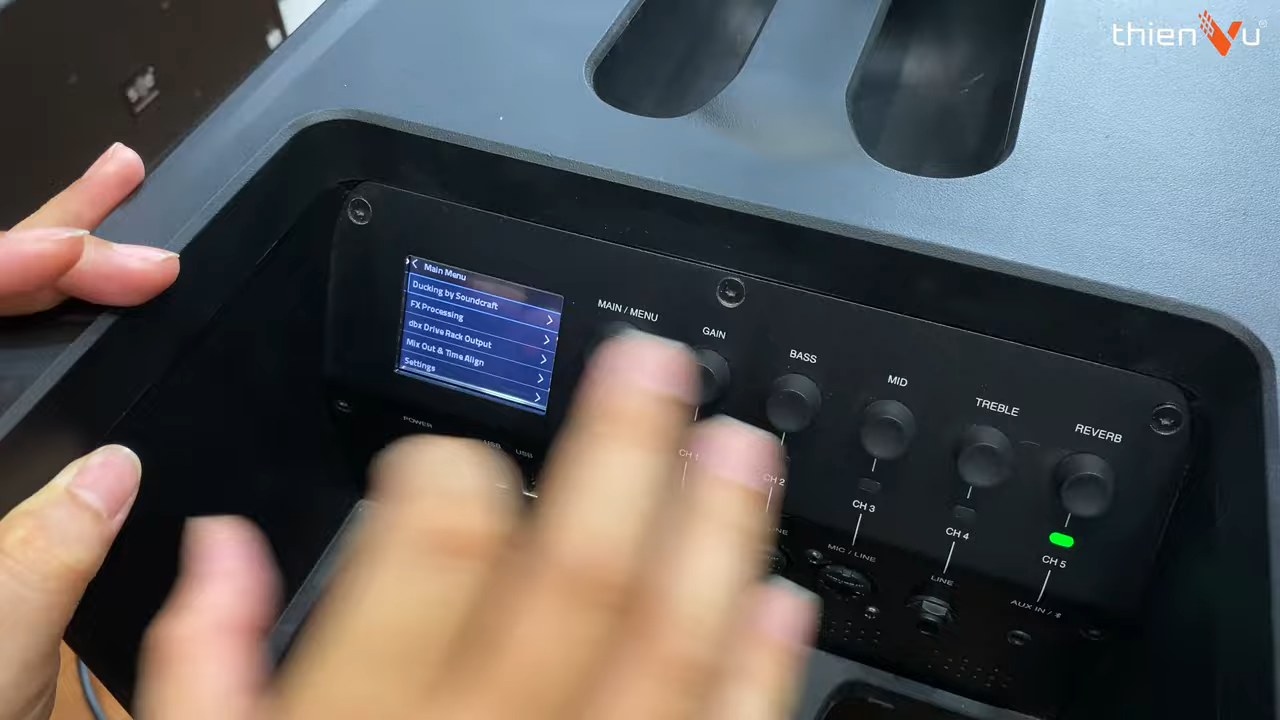 thienVu
Main Menu
Ducking by Soundcraft
FX Processing
dbx Drive Rack Output
Mix Out & Time Align
Settings
MAIN / MENU
GAIN
BASS
MID
TREBLE
REVERB
POWER
USB
USB
CH 1
CH 2
CH 3
CH 4
CH 5
MIC / LINE
LINE
AUX IN /